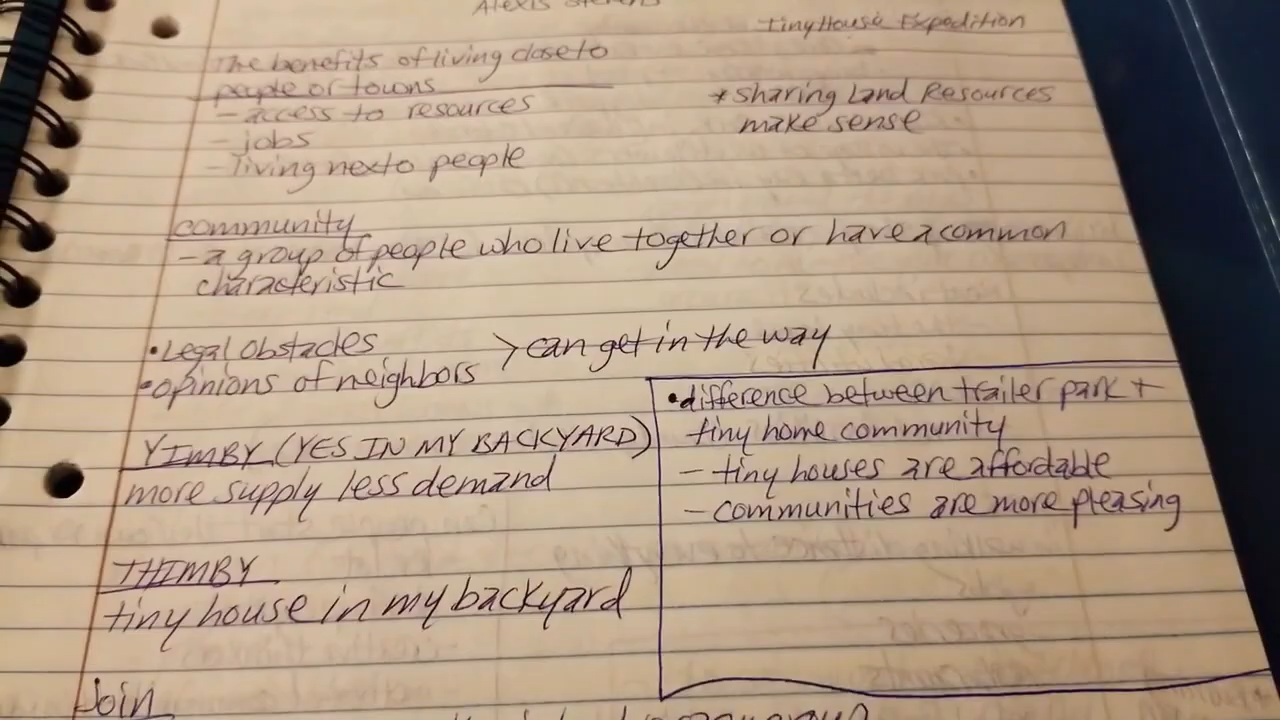 Alexis
Tiny House Expedition
The benefits of living close to
people or towns
- access to resources
- jobs
- living nexto people
* Sharing Land Resources
make sense
community
- a group of people who live together or have a common
characteristic
• Legal obstacles
• opinions of neighbors
> can get in the way
YIMBY (YES IN MY BACKYARD)
more supply less demand
• difference between trailer park +
tiny home community
- tiny houses are affordable
- communities are more pleasing
THIMBY
tiny house in my backyard
Join